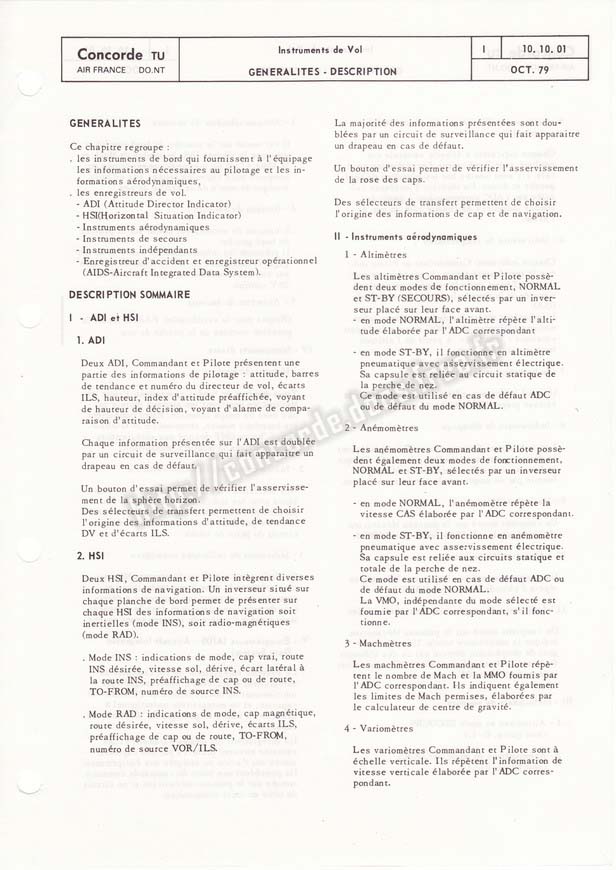 Concorde TU
AIR FRANCE DO.NT
Instruments de Vol
GENERALITES - DESCRIPTION
I
10. 10. 01
OCT. 79
GENERALITES
Ce chapitre regroupe :
. les instruments de bord qui fournissent à l'équipage
les informations nécessaires au pilotage et les in-
formations aérodynamiques,
. les enregistreurs de vol.
- ADI (Attitude Director Indicator)
- HSI(Horizontal Situation Indicator)
- Instruments aérodynamiques
- Instruments de secours
- Instruments indépendants
- Enregistreur d'accident et enregistreur opérationnel
(AIDS-Aircraft Integrated Data System).
DESCRIPTION SOMMAIRE
I - ADI et HSI
1. ADI
Deux ADI, Commandant et Pilote présentent une
partie des informations de pilotage : attitude, barres
de tendance et numéro du directeur de vol, écarts
ILS, hauteur, index d'attitude préaffichée, voyant
de hauteur de décision, voyant d'alarme de compa-
raison d'attitude.
Chaque information présentée sur l'ADI est doublée
par un circuit de surveillance qui fait apparaitre un
drapeau en cas de défaut.
Un bouton d'essai permet de vérifier l'asservisse-
ment de la sphère horizon.
Des sélecteurs de transfert permettent de choisir
l'origine des informations d'attitude, de tendance
DV et d'écarts ILS.
2. HSI
Deux HSI, Commandant et Pilote intègrent diverses
informations de navigation. Un inverseur situé sur
chaque planche de bord permet de présenter sur
chaque HSI des informations de navigation soit
inertielles (mode INS), soit radio-magnétiques
(mode RAD).
. Mode INS : indications de mode, cap vrai, route
INS désirée, vitesse sol, dérive, écart latéral à
la route INS, préaffichage de cap ou de route,
TO-FROM, numéro de source INS.
. Mode RAD : indications de mode, cap magnétique,
route désirée, vitesse sol, dérive, écarts ILS,
préaffichage de cap ou route, TO-FROM,
numéro de source VOR/ILS.
La majorité des informations présentées sont dou-
blées par un circuit de surveillance qui fait apparaitre
un drapeau en cas de défaut.
Un bouton d'essai permet de vérifier l'asservissement
de la rose des caps.
Des sélecteurs de transfert permettent de choisir
l'origine des informations de cap et de navigation.
II - Instruments aérodynamiques
1 - Altimètres
Les altimètres Commandant et Pilote possè-
dent deux modes de fonctionnement, NORMAL
et ST-BY (SECOURS), sélectés par un inver-
seur placé sur leur face avant.
- en mode NORMAL, l'altimètre répète l'alti-
tude élaborée par l'ADC correspondant
- en mode ST-BY, il fonctionne en altimètre
pneumatique avec asservissement électrique.
Sa capsule est reliée au circuit statique de
la perche de nez.
Ce mode est utilisé en cas de défaut ADC
ou de défaut du mode NORMAL.
2 - Anémomètres
Les anémomètres Commandant et Pilote possè-
dent également deux modes de fonctionnement,
NORMAL et ST-BY, sélectés par un inverseur
placé sur leur face avant.
- en mode NORMAL, l'anémomètre répète la
vitesse CAS élaborée par l'ADC correspondant.
- en mode ST-BY, il fonctionne en anémomètre
pneumatique avec asservissement électrique.
Sa capsule est reliée aux circuits statique et
totale de la perche de nez.
Ce mode est utilisé en cas de défaut ADC ou
de défaut du mode NORMAL.
La VMO, indépendante du mode sélecté est
fournie par l'ADC correspondant, s'il fonc-
tionne.
3 - Machmètres
Les machmètres Commandant et Pilote répè-
tent le nombre de Mach et la MMO fournis par
l'ADC correspondant. Ils indiquent également
les limites de Mach permises, élaborées par
le calculateur de centre de gravité.
4 - Variomètres
Les variomètres Commandant et Pilote sont à
échelle verticale. Ils répètent l'information de
vitesse verticale élaborée par l'ADC corres-
pondant.